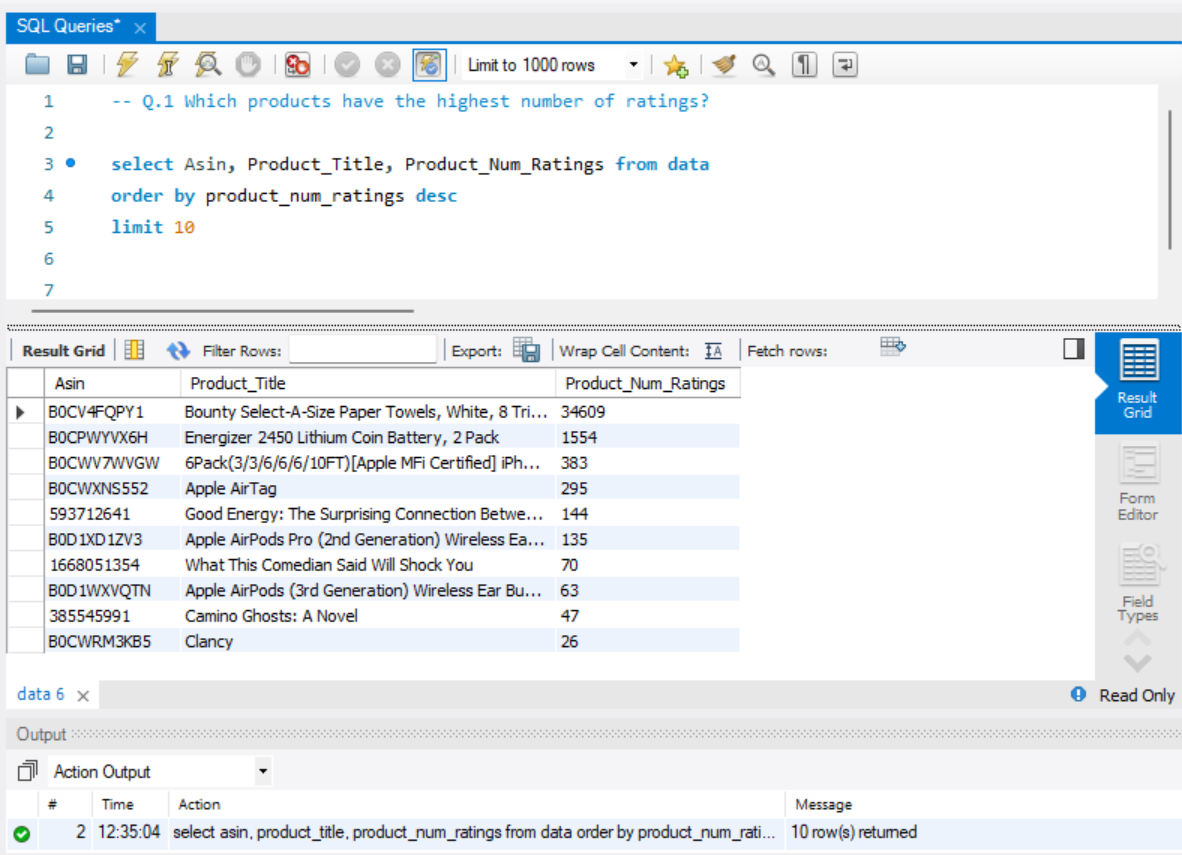 SQL Queries*
Limit to 1000 rows
1 -- Q.1 Which products have the highest number of ratings?
2
3 select Asin, Product_Title, Product_Num_Ratings from data
4 order by product_num_ratings desc
5 limit 10
6
7
Result Grid Filter Rows: Export: Wrap Cell Content: Fetch rows:
Asin Product_Title Product_Num_Ratings
B0CV4FQPY1 Bounty Select-A-Size Paper Towels, White, 8 Tri... 34609
B0CPWYVX6H Energizer 2450 Lithium Coin Battery, 2 Pack 1554
B0CWV7WVGW 6Pack(3/3/6/6/6/10FT)[Apple MFi Certified] iPh... 383
B0CWXNS552 Apple AirTag 295
593712641 Good Energy: The Surprising Connection Betwe... 144
B0D1XD1ZV3 Apple AirPods Pro (2nd Generation) Wireless Ea... 135
1668051354 What This Comedian Said Will Shock You 70
B0D1WXVQTN Apple AirPods (3rd Generation) Wireless Ear Bu... 63
385545991 Camino Ghosts: A Novel 47
B0CWRM3KB5 Clancy 26
Result
Grid
Form
Editor
Field
Types
data 6 Read Only
Output
Action Output
# Time Action Message
2 12:35:04 select asin, product_title, product_num_ratings from data order by product_num_rati... 10 row(s) returned